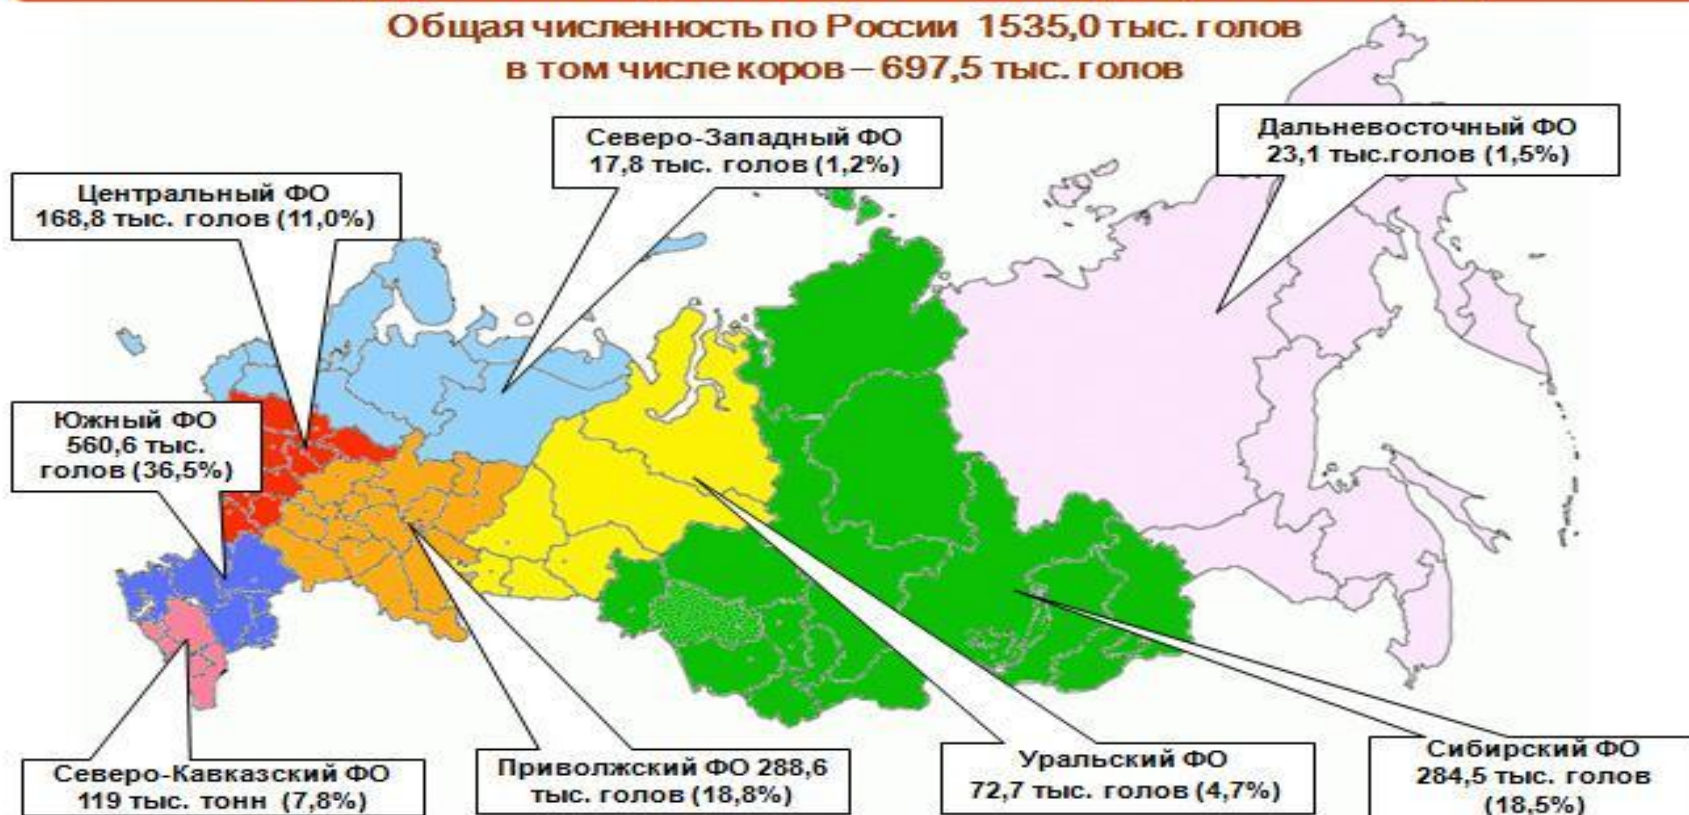 Общая численность по России 1535,0 тыс. голов
в том числе коров – 697,5 тыс. голов
Северо-Западный ФО
17,8 тыс. голов (1,2%)
Дальневосточный ФО
23,1 тыс.голов (1,5%)
Центральный ФО
168,8 тыс. голов (11,0%)
Южный ФО
560,6 тыс.
голов (36,5%)
Северо-Кавказский ФО
119 тыс. тонн (7,8%)
Приволжский ФО 288,6
тыс. голов (18,8%)
Уральский ФО
72,7 тыс. голов (4,7%)
Сибирский ФО
284,5 тыс. голов
(18,5%)